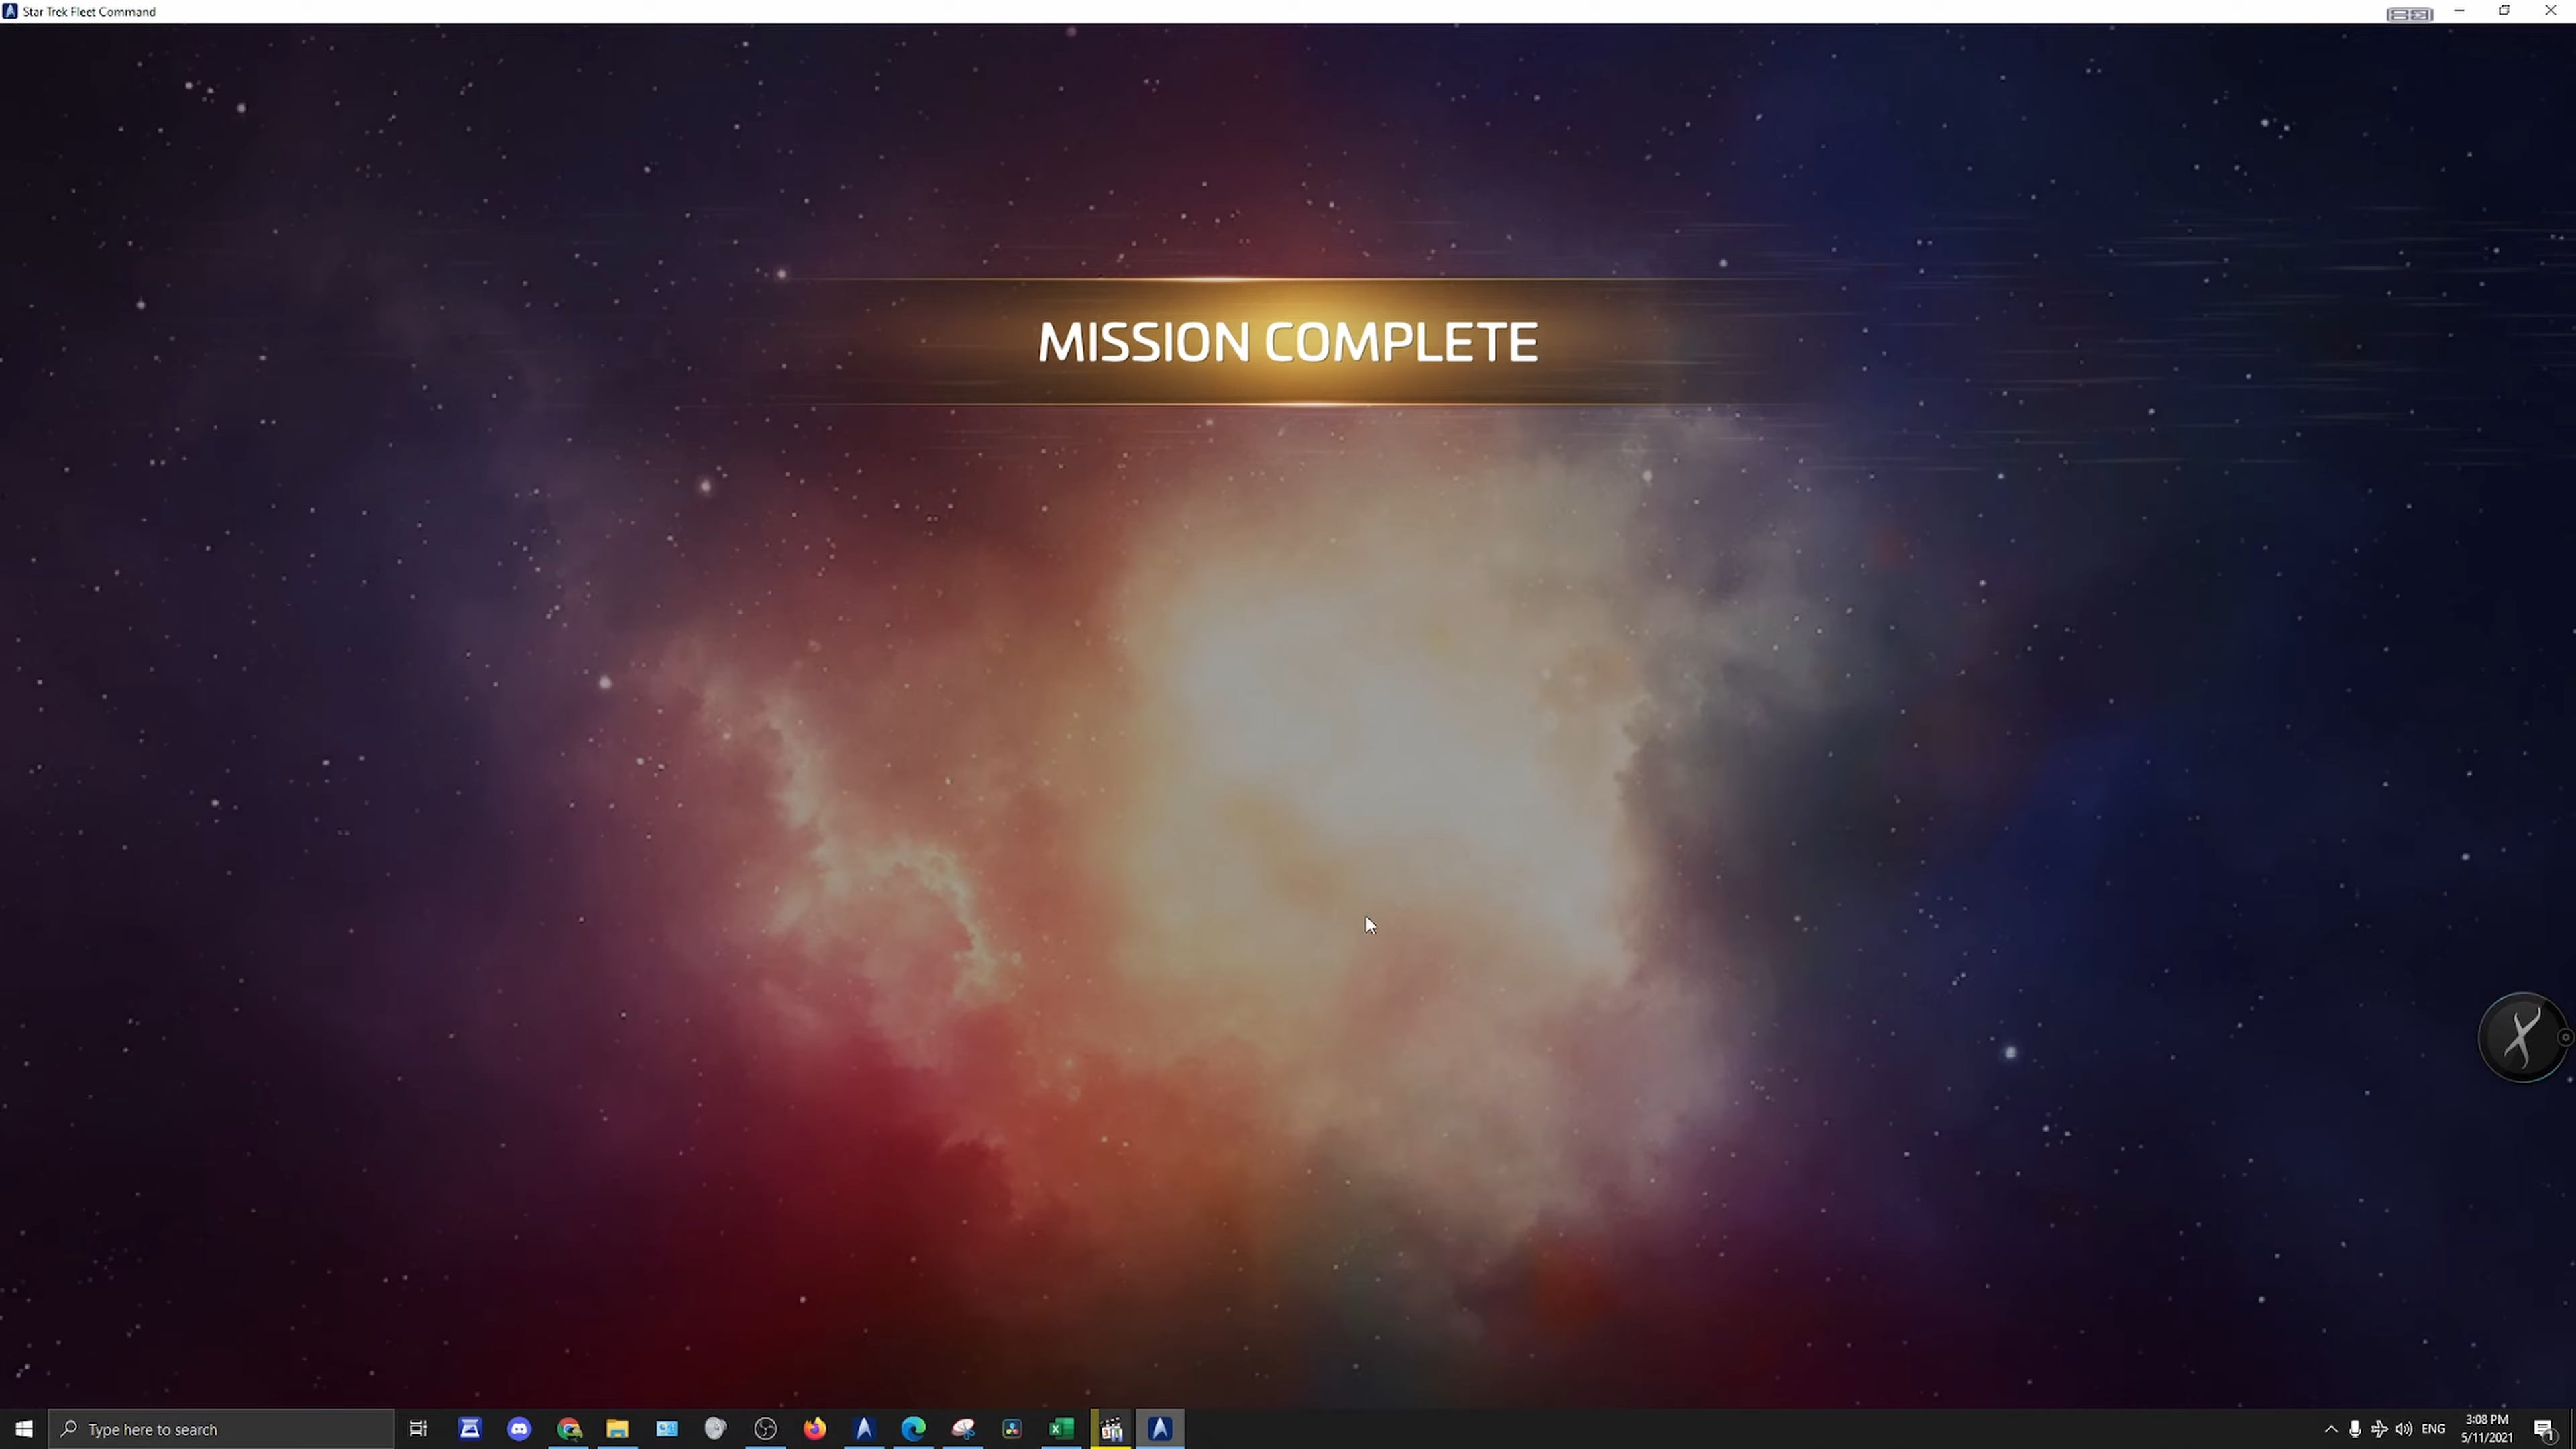 Star Trek Fleet Command
MISSION COMPLETE
Type here to search
ENG
3:08 PM
5/11/2021